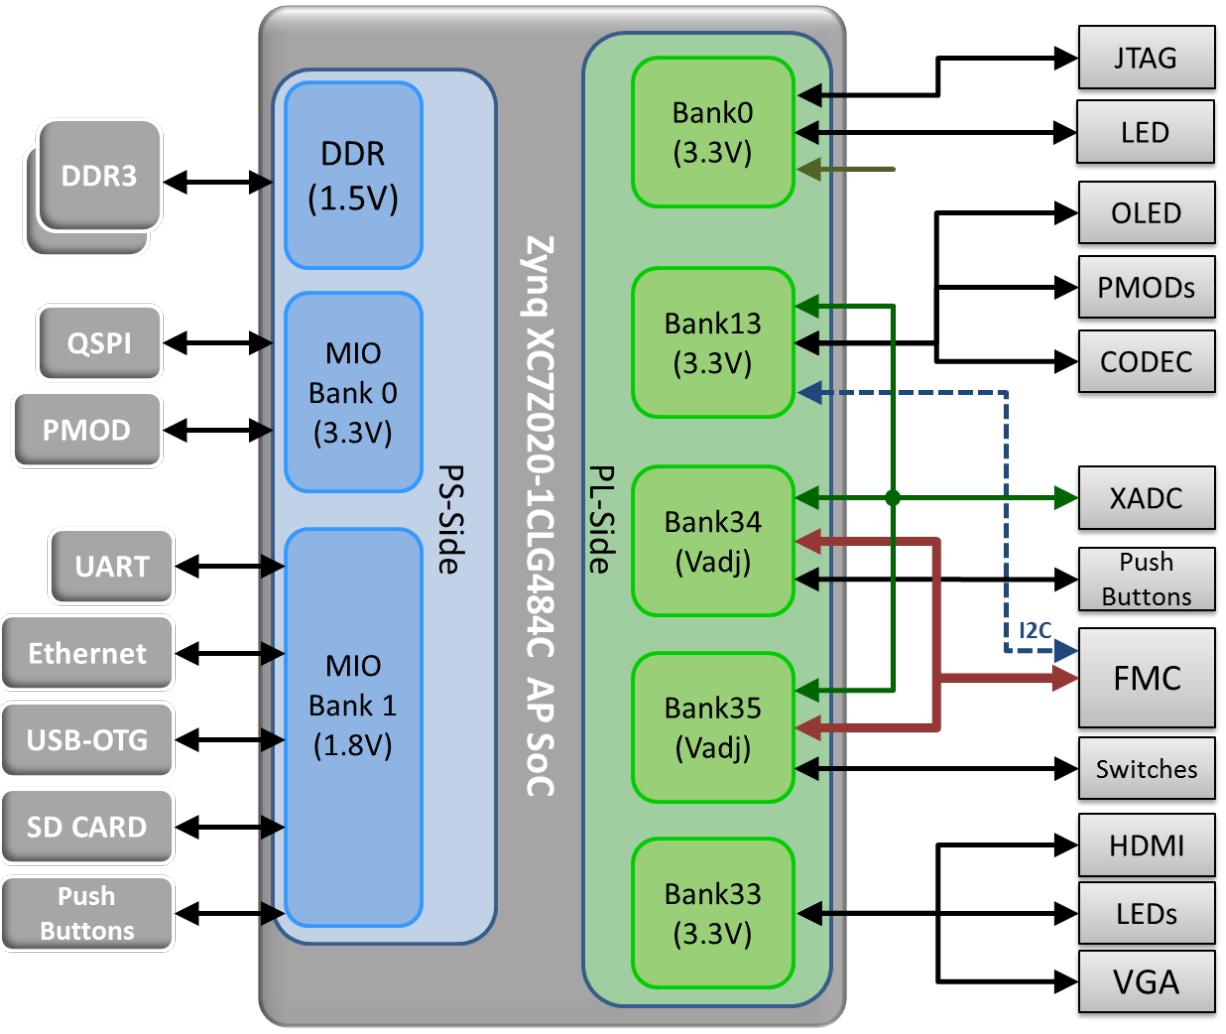 DDR3
QSPI
PMOD
UART
Ethernet
USB-OTG
SD CARD
Push
Buttons
DDR
(1.5V)
MIO
Bank 0
(3.3V)
MIO
Bank 1
(1.8V)
PS-Side
Zynq XC7Z020-1CLG484C AP SoC
PL-Side
Bank0
(3.3V)
Bank13
(3.3V)
Bank34
(Vadj)
Bank35
(Vadj)
Bank33
(3.3V)
JTAG
LED
OLED
PMODs
CODEC
XADC
Push
Buttons
I2C
FMC
Switches
HDMI
LEDs
VGA